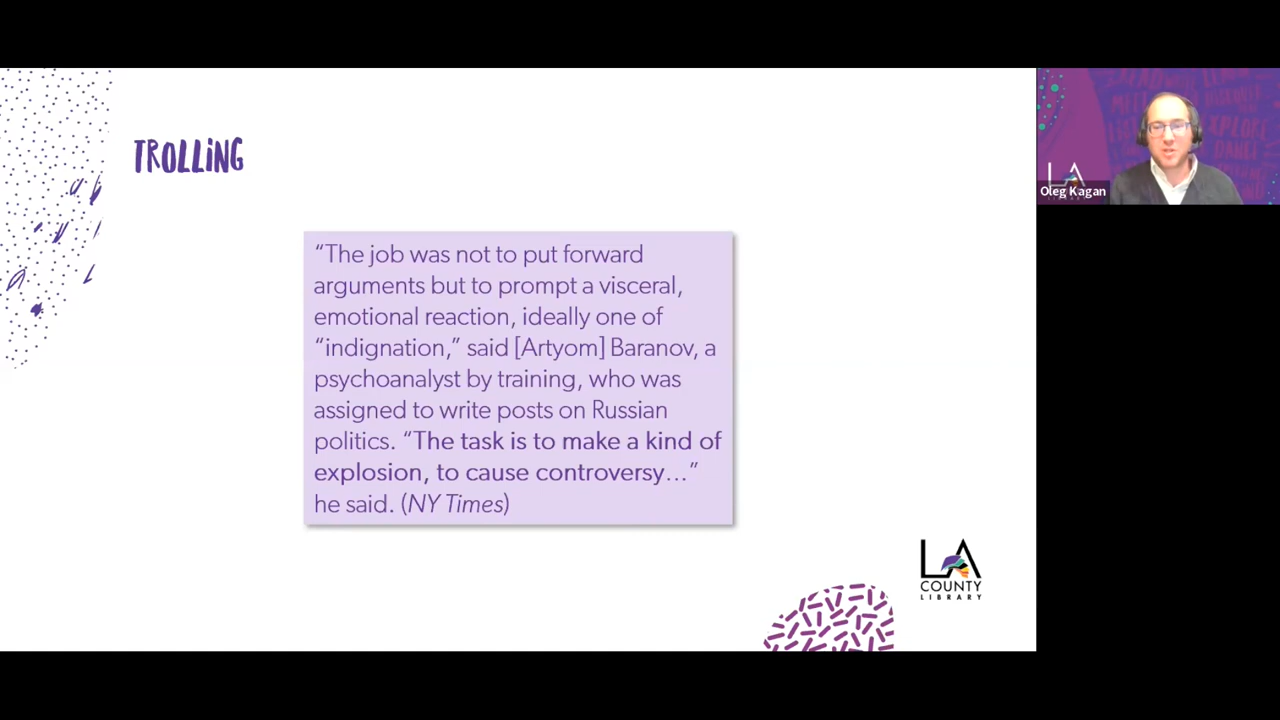 TROLLiNG
“The job was not to put forward
arguments but to prompt a visceral,
emotional reaction, ideally one of
“indignation,” said [Artyom] Baranov, a
psychoanalyst by training, who was
assigned to write posts on Russian
politics. “The task is to make a kind of
explosion, to cause controversy…”
he said. (NY Times)
LA
COUNTY
LIBRARY
LA
Oleg Kagan